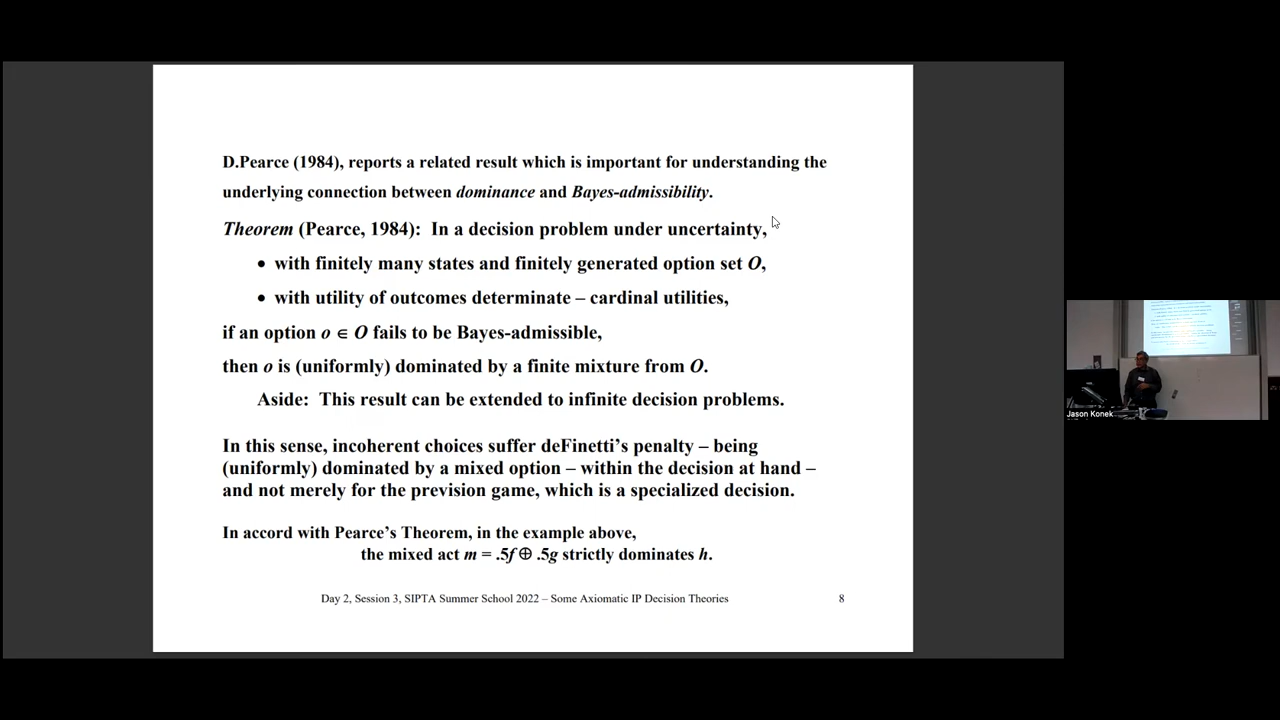 D.Pearce (1984), reports a related result which is important for understanding the
underlying connection between dominance and Bayes-admissibility.
Theorem (Pearce, 1984): In a decision problem under uncertainty,
• with finitely many states and finitely generated option set O,
• with utility of outcomes determinate – cardinal utilities,
if an option o ∈ O fails to be Bayes-admissible,
then o is (uniformly) dominated by a finite mixture from O.
Aside: This result can be extended to infinite decision problems.
In this sense, incoherent choices suffer deFinetti's penalty – being
(uniformly) dominated by a mixed option – within the decision at hand –
and not merely for the prevision game, which is a specialized decision.
In accord with Pearce's Theorem, in the example above,
the mixed act m = .5f ⊕ .5g strictly dominates h.
Day 2, Session 3, SIPTA Summer School 2022 – Some Axiomatic IP Decision Theories 8
Jason Konek